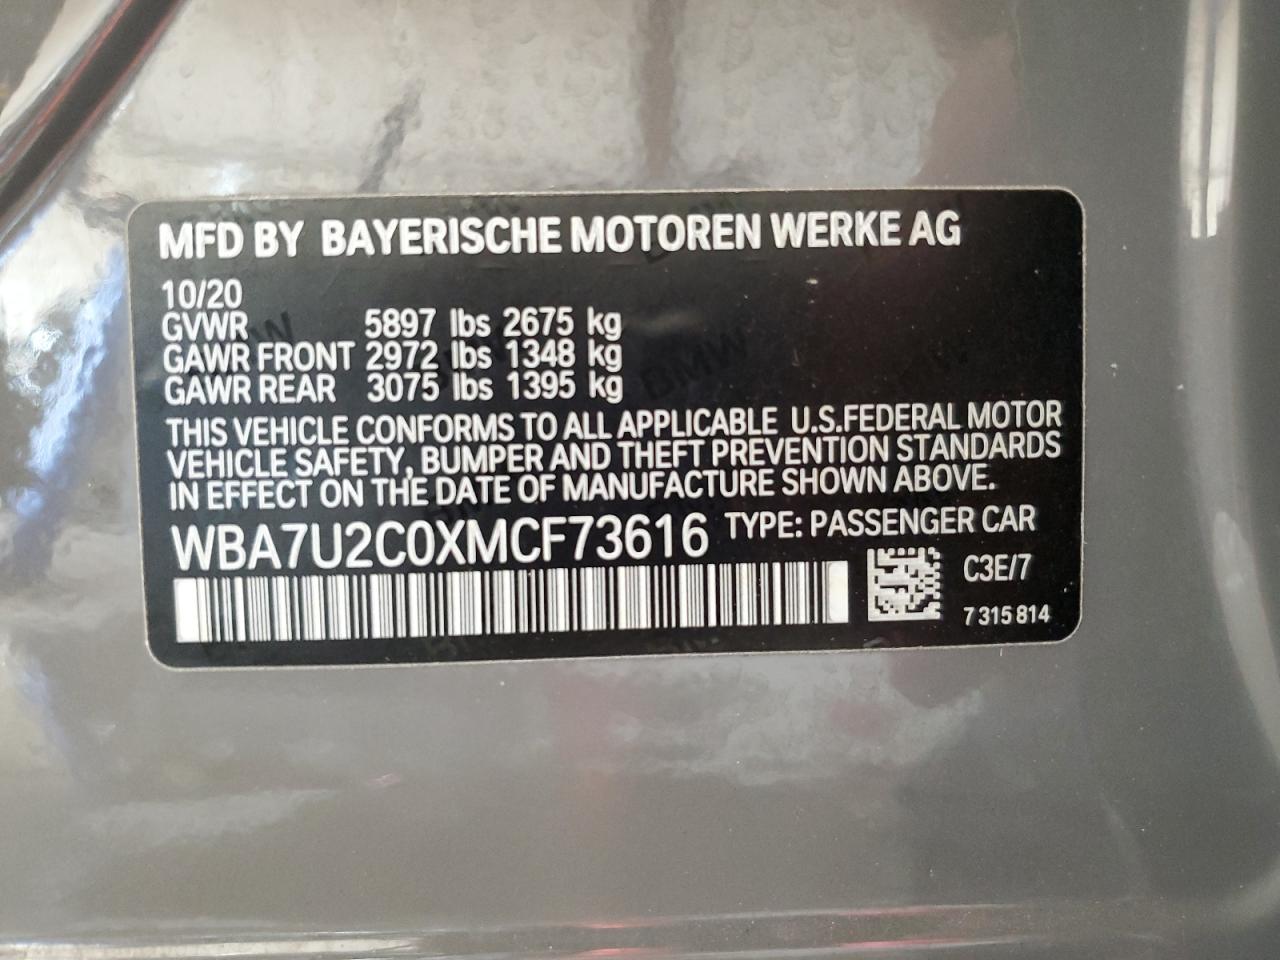 MFD BY BAYERISCHE MOTOREN WERKE AG
10/20
GVWR 5897 lbs 2675 kg
GAWR FRONT 2972 lbs 1348 kg
GAWR REAR 3075 lbs 1395 kg
THIS VEHICLE CONFORMS TO ALL APPLICABLE U.S.FEDERAL MOTOR
VEHICLE SAFETY, BUMPER AND THEFT PREVENTION STANDARDS
IN EFFECT ON THE DATE OF MANUFACTURE SHOWN ABOVE.
WBA7U2C0XMCF73616 TYPE: PASSENGER CAR
C3E/7
7 315 814